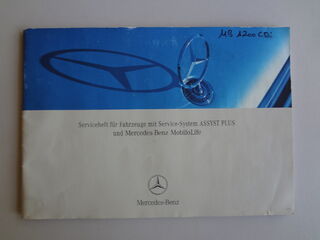 MB A200 CDi
Serviceheft für Fahrzeuge mit Service-System ASSYST PLUS
und Mercedes-Benz MobiloLife
Mercedes-Benz